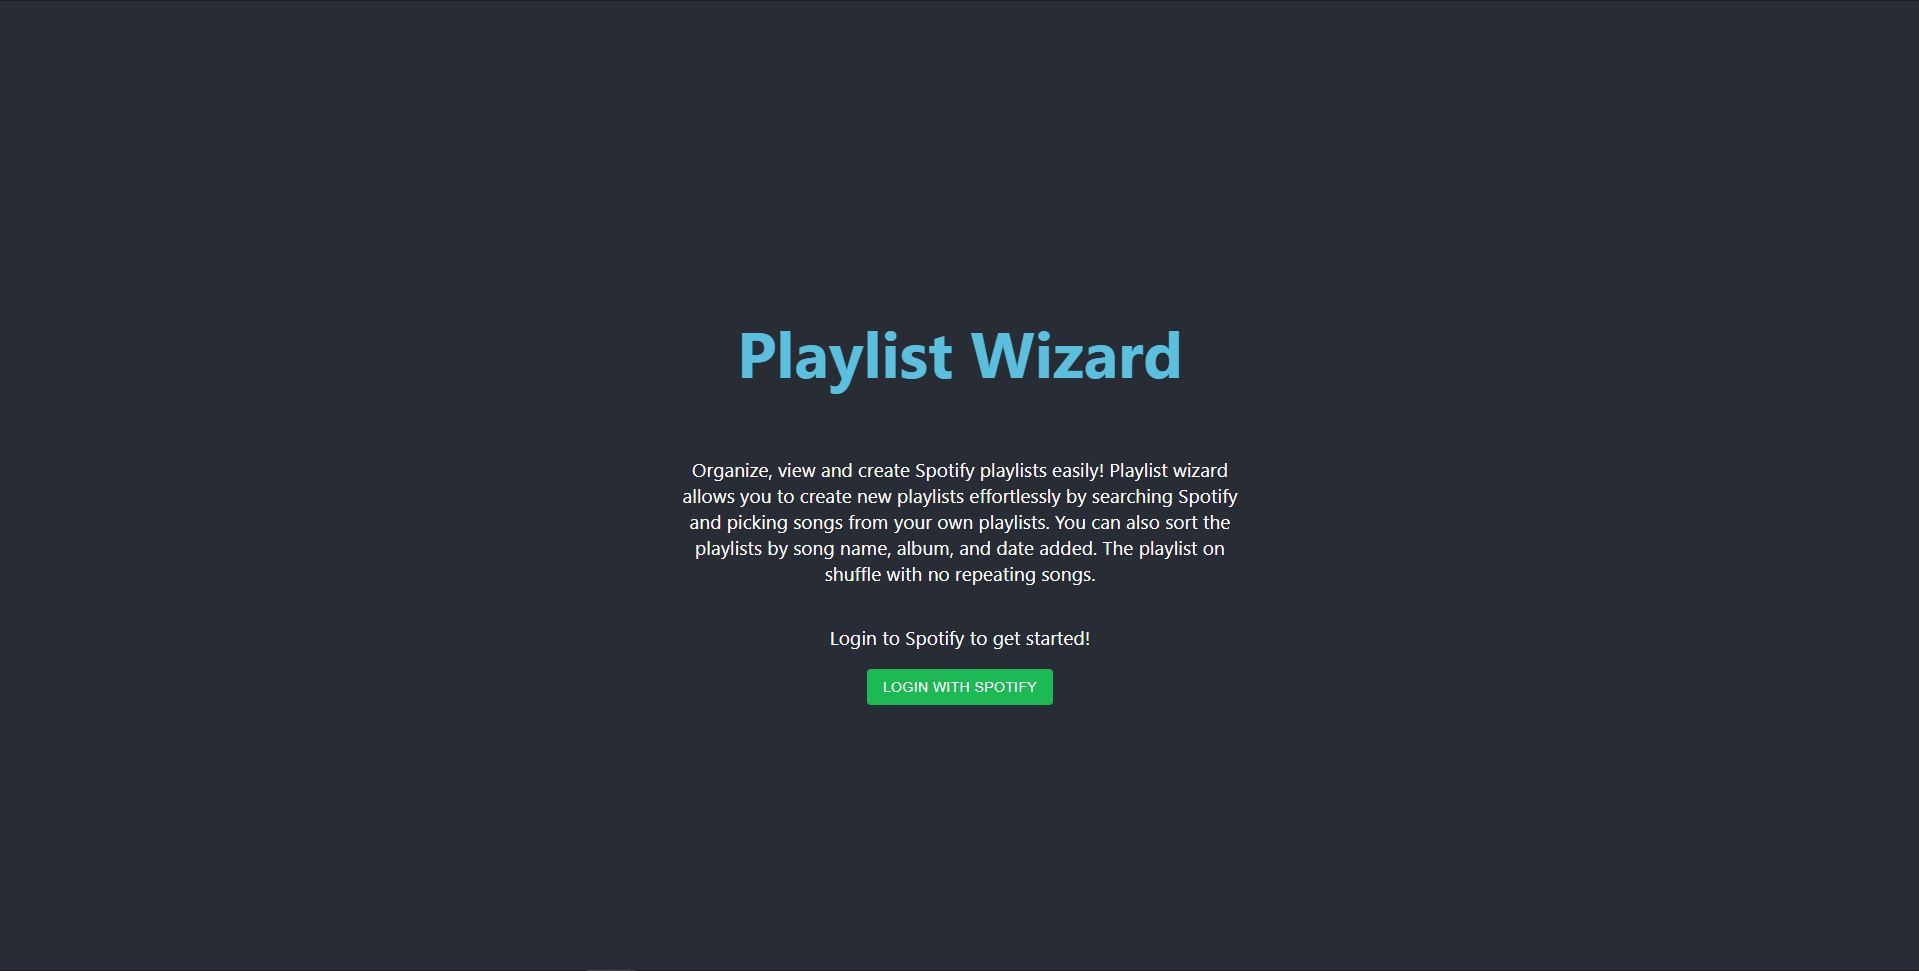 Playlist Wizard
Organize, view and create Spotify playlists easily! Playlist wizard
allows you to create new playlists effortlessly by searching Spotify
and picking songs from your own playlists. You can also sort the
playlists by song name, album, and date added. The playlist on
shuffle with no repeating songs.
Login to Spotify to get started!
LOGIN WITH SPOTIFY